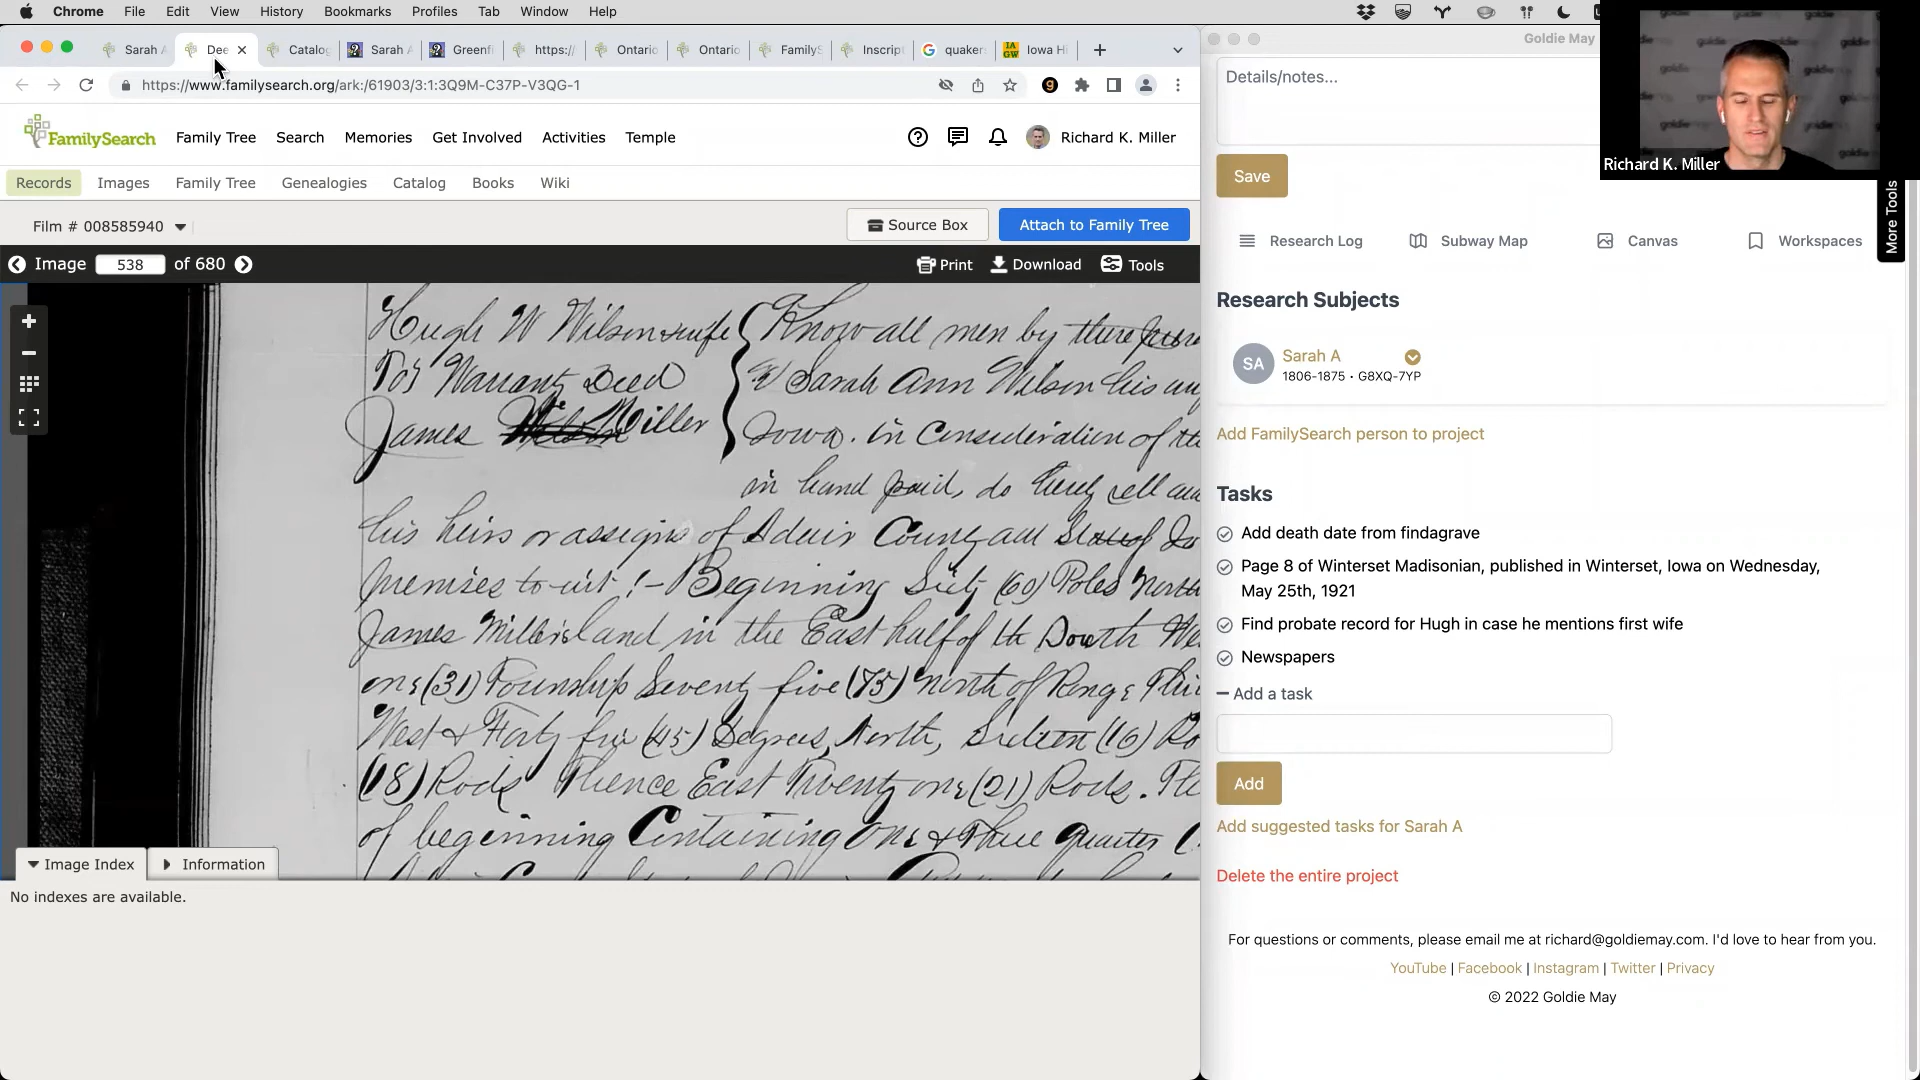 Chrome File Edit View History Bookmarks Profiles Tab Window Help
Sarah A Dee Catalog Sarah A Greenfi https:// Ontario Ontario FamilyS Inscript quaker Iowa Hi
Goldie May
https://www.familysearch.org/ark:/61903/3:1:3Q9M-C37P-V3QG-1
FamilySearch Family Tree Search Memories Get Involved Activities Temple Richard K. Miller
Records Images Family Tree Genealogies Catalog Books Wiki
Film # 008585940 Source Box Attach to Family Tree
Image 538 of 680 Print Download Tools
Hugh W Wilson & wife Know all men by these
To Warrant Deed & Sarah Ann Wilson his
James Miller Iowa. in Consideration of
in hand paid, do hereby sell
his heirs or assigns of Adair County and State of
premises to-wit :- Beginning Sixty (60) Poles North
James Miller's land in the East half of the South
one (31) Township Seventy five (75) north of Range
West & Forty five (45) Degrees, North, Sixteen (16)
(18) Rods Thence East Twenty one (21) Rods.
of beginning Containing One & Three quarter
Image Index Information
No indexes are available.
Details/notes...
Save
Richard K. Miller
goldie may
More Tools
Research Log Subway Map Canvas Workspaces
Research Subjects
SA Sarah A
1806-1875 • G8XQ-7YP
Add FamilySearch person to project
Tasks
Add death date from findagrave
Page 8 of Winterset Madisonian, published in Winterset, Iowa on Wednesday,
May 25th, 1921
Find probate record for Hugh in case he mentions first wife
Newspapers
Add a task
Add
Add suggested tasks for Sarah A
Delete the entire project
For questions or comments, please email me at richard@goldiemay.com. I'd love to hear from you.
YouTube | Facebook | Instagram | Twitter | Privacy
© 2022 Goldie May